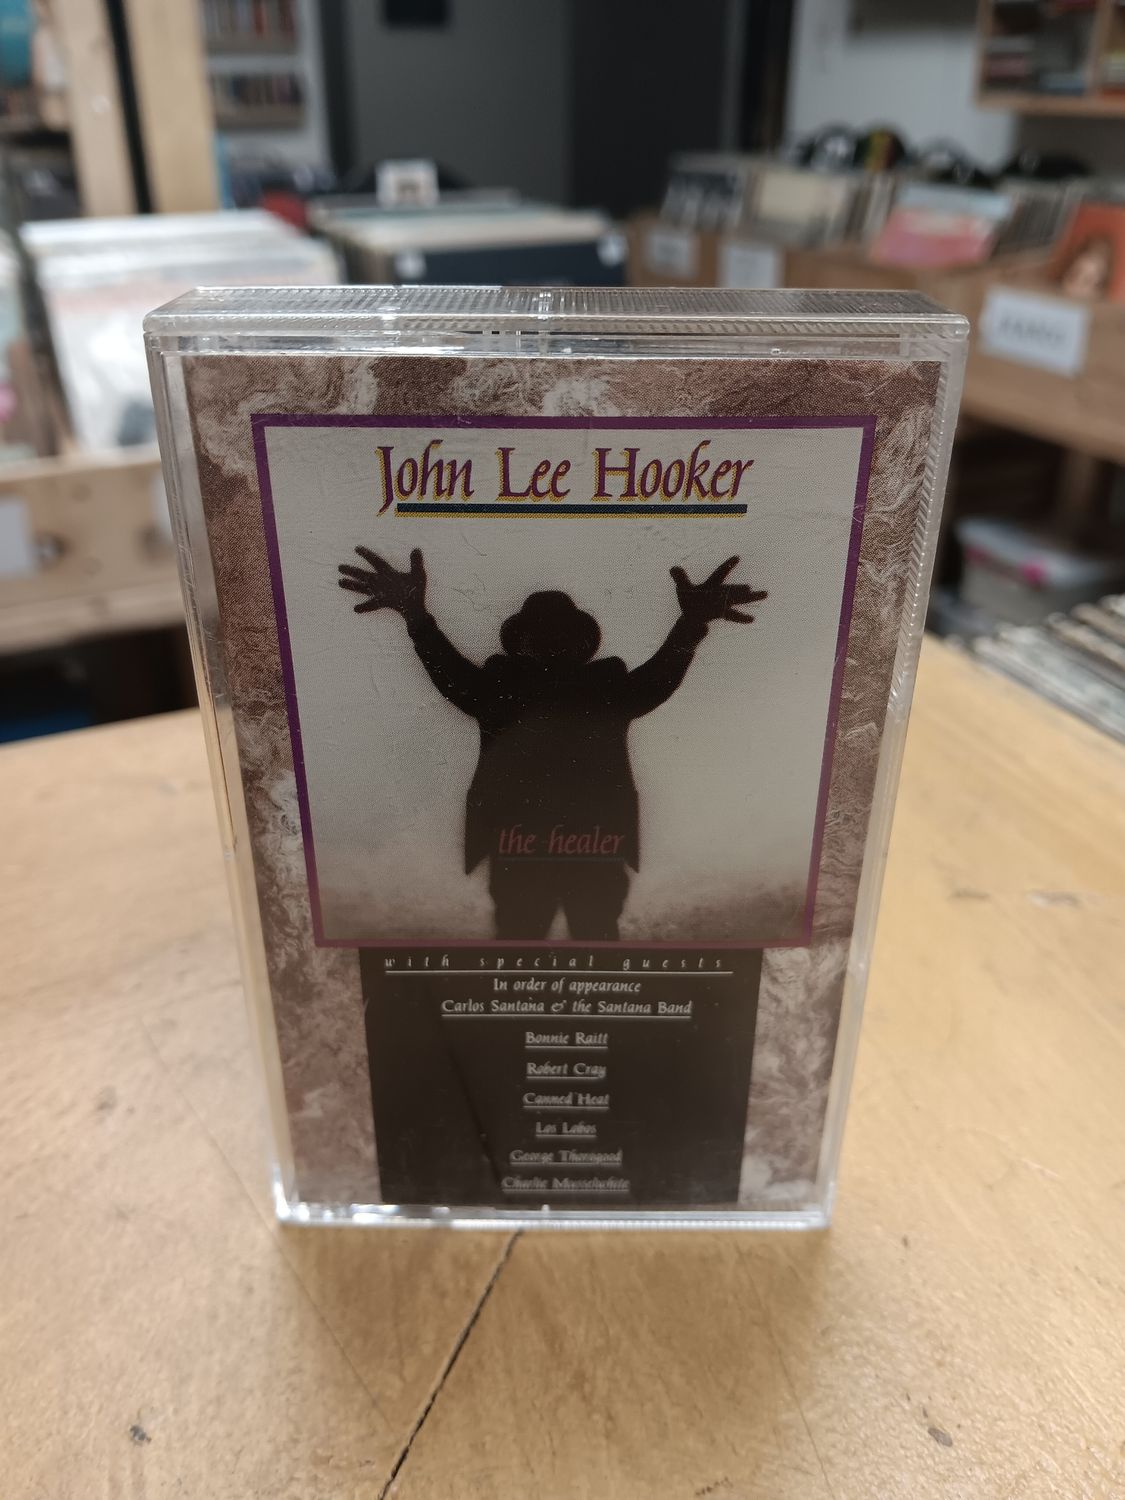 John Lee Hooker
the healer
with special guests
In order of appearance
Carlos Santana & the Santana Band
Bonnie Raitt
Robert Cray
Canned Heat
Los Lobos
George Thorogood
Charlie Musselwhite